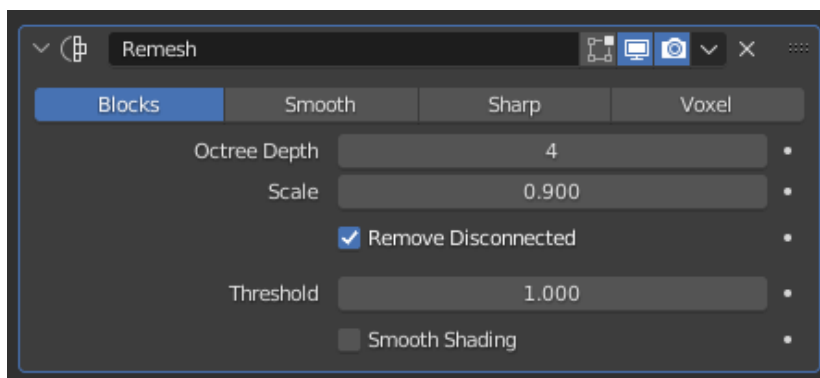 Remesh
Blocks Smooth Sharp Voxel
Octree Depth 4
Scale 0.900
Remove Disconnected
Threshold 1.000
Smooth Shading